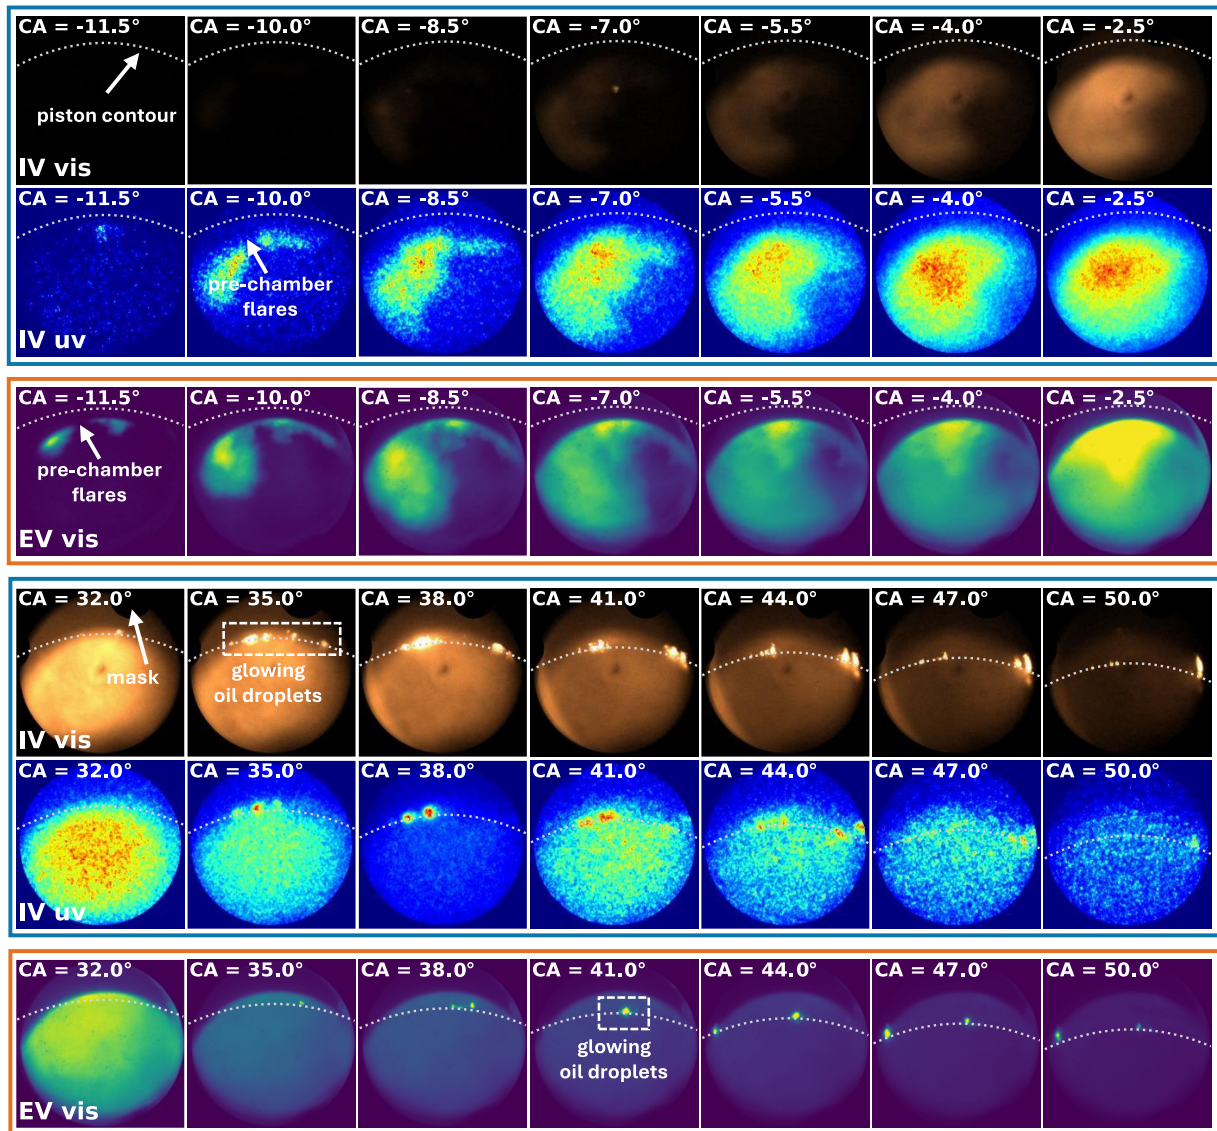 CA = -11.5° CA = -10.0° CA = -8.5° CA = -7.0° CA = -5.5° CA = -4.0° CA = -2.5°
piston contour
IV vis
CA = -11.5° CA = -10.0° CA = -8.5° CA = -7.0° CA = -5.5° CA = -4.0° CA = -2.5°
pre-chamber
flares
IV uv
CA = -11.5° CA = -10.0° CA = -8.5° CA = -7.0° CA = -5.5° CA = -4.0° CA = -2.5°
pre-chamber
flares
EV vis
CA = 32.0° CA = 35.0° CA = 38.0° CA = 41.0° CA = 44.0° CA = 47.0° CA = 50.0°
mask
glowing
oil droplets
IV vis
CA = 32.0° CA = 35.0° CA = 38.0° CA = 41.0° CA = 44.0° CA = 47.0° CA = 50.0°
IV uv
CA = 32.0° CA = 35.0° CA = 38.0° CA = 41.0° CA = 44.0° CA = 47.0° CA = 50.0°
glowing
oil droplets
EV vis